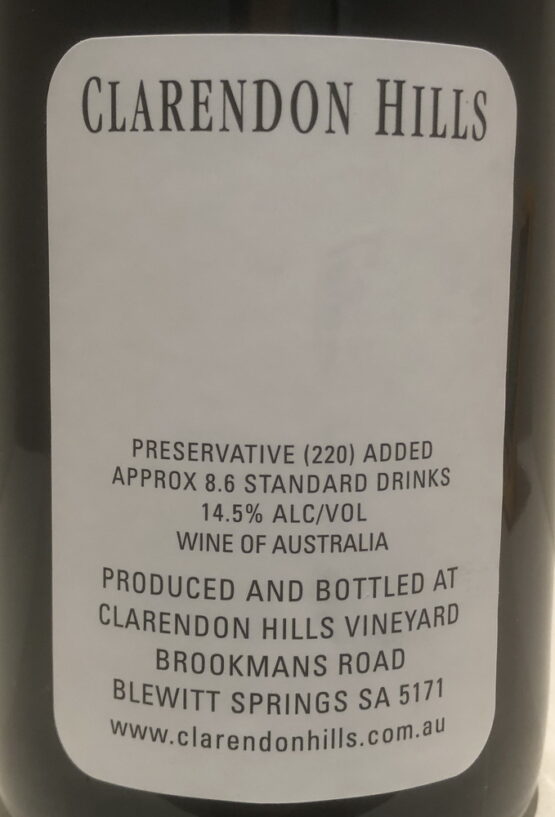 CLARENDON HILLS
PRESERVATIVE (220) ADDED
APPROX 8.6 STANDARD DRINKS
14.5% ALC/VOL
WINE OF AUSTRALIA
PRODUCED AND BOTTLED AT
CLARENDON HILLS VINEYARD
BROOKMANS ROAD
BLEWITT SPRINGS SA 5171
www.clarendonhills.com.au